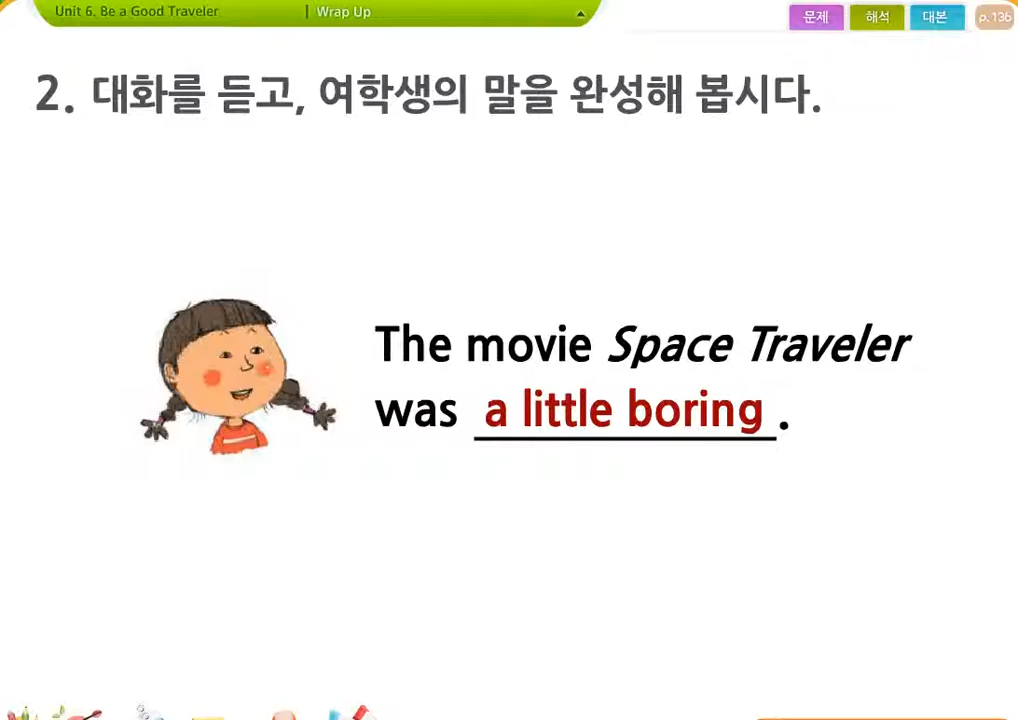 Unit 6. Be a Good Traveler | Wrap Up
문제 해석 대본 p.136
2. 대화를 듣고, 여학생의 말을 완성해 봅시다.
The movie Space Traveler
was a little boring.